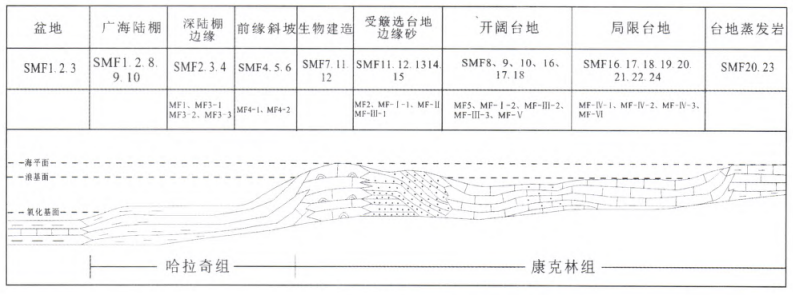 盆地 广海陆棚 深陆棚边缘 前缘斜坡 生物建造 受簸选台地边缘砂 开阔台地 局限台地 台地蒸发岩
SMF1.2.3 SMF1.2.8.9.10 SMF2.3.4 SMF4.5.6 SMF7.11.12 SMF11.12.1314.15 SMF8、9、10、16、17.18 SMF16.17.18.19.20.21.22.24 SMF20.23
MF1、MF3-1 MF3-2、MF3-3 MF4-1、MF4-2 MF2、MF-Ⅰ-1、MF-Ⅱ MF-Ⅲ-1 MF5、MF-Ⅰ-2、MF-Ⅲ-2、MF-Ⅲ-3、MF-Ⅴ MF-Ⅳ-1、MF-Ⅳ-2、MF-Ⅳ-3、MF-Ⅵ
海平面
浪基面
氧化基面
哈拉奇组 康克林组